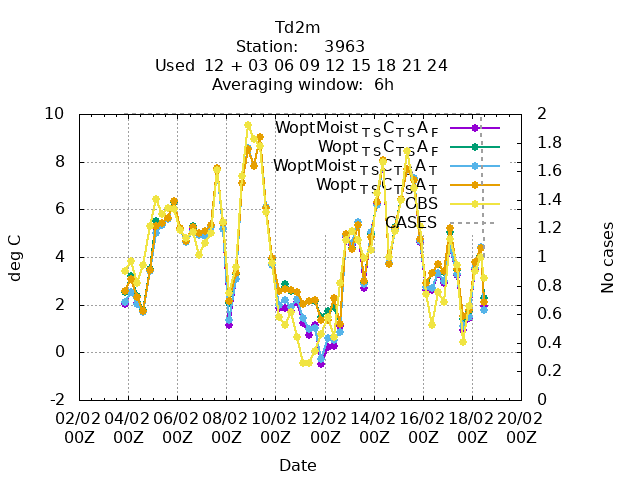 Td2m
Station: 3963
Used 12 + 03 06 09 12 15 18 21 24
Averaging window: 6h
10
8
6
4
2
0
-2
deg C
2
1.8
1.6
1.4
1.2
1
0.8
0.6
0.4
0.2
0
No cases
WoptMoist T S C T S A F
Wopt T S C T S A F
WoptMoist T S C T S A T
Wopt T S C T S A T
OBS
CASES
02/02 04/02 06/02 08/02 10/02 12/02 14/02 16/02 18/02 20/02
00Z 00Z 00Z 00Z 00Z 00Z 00Z 00Z 00Z 00Z
Date